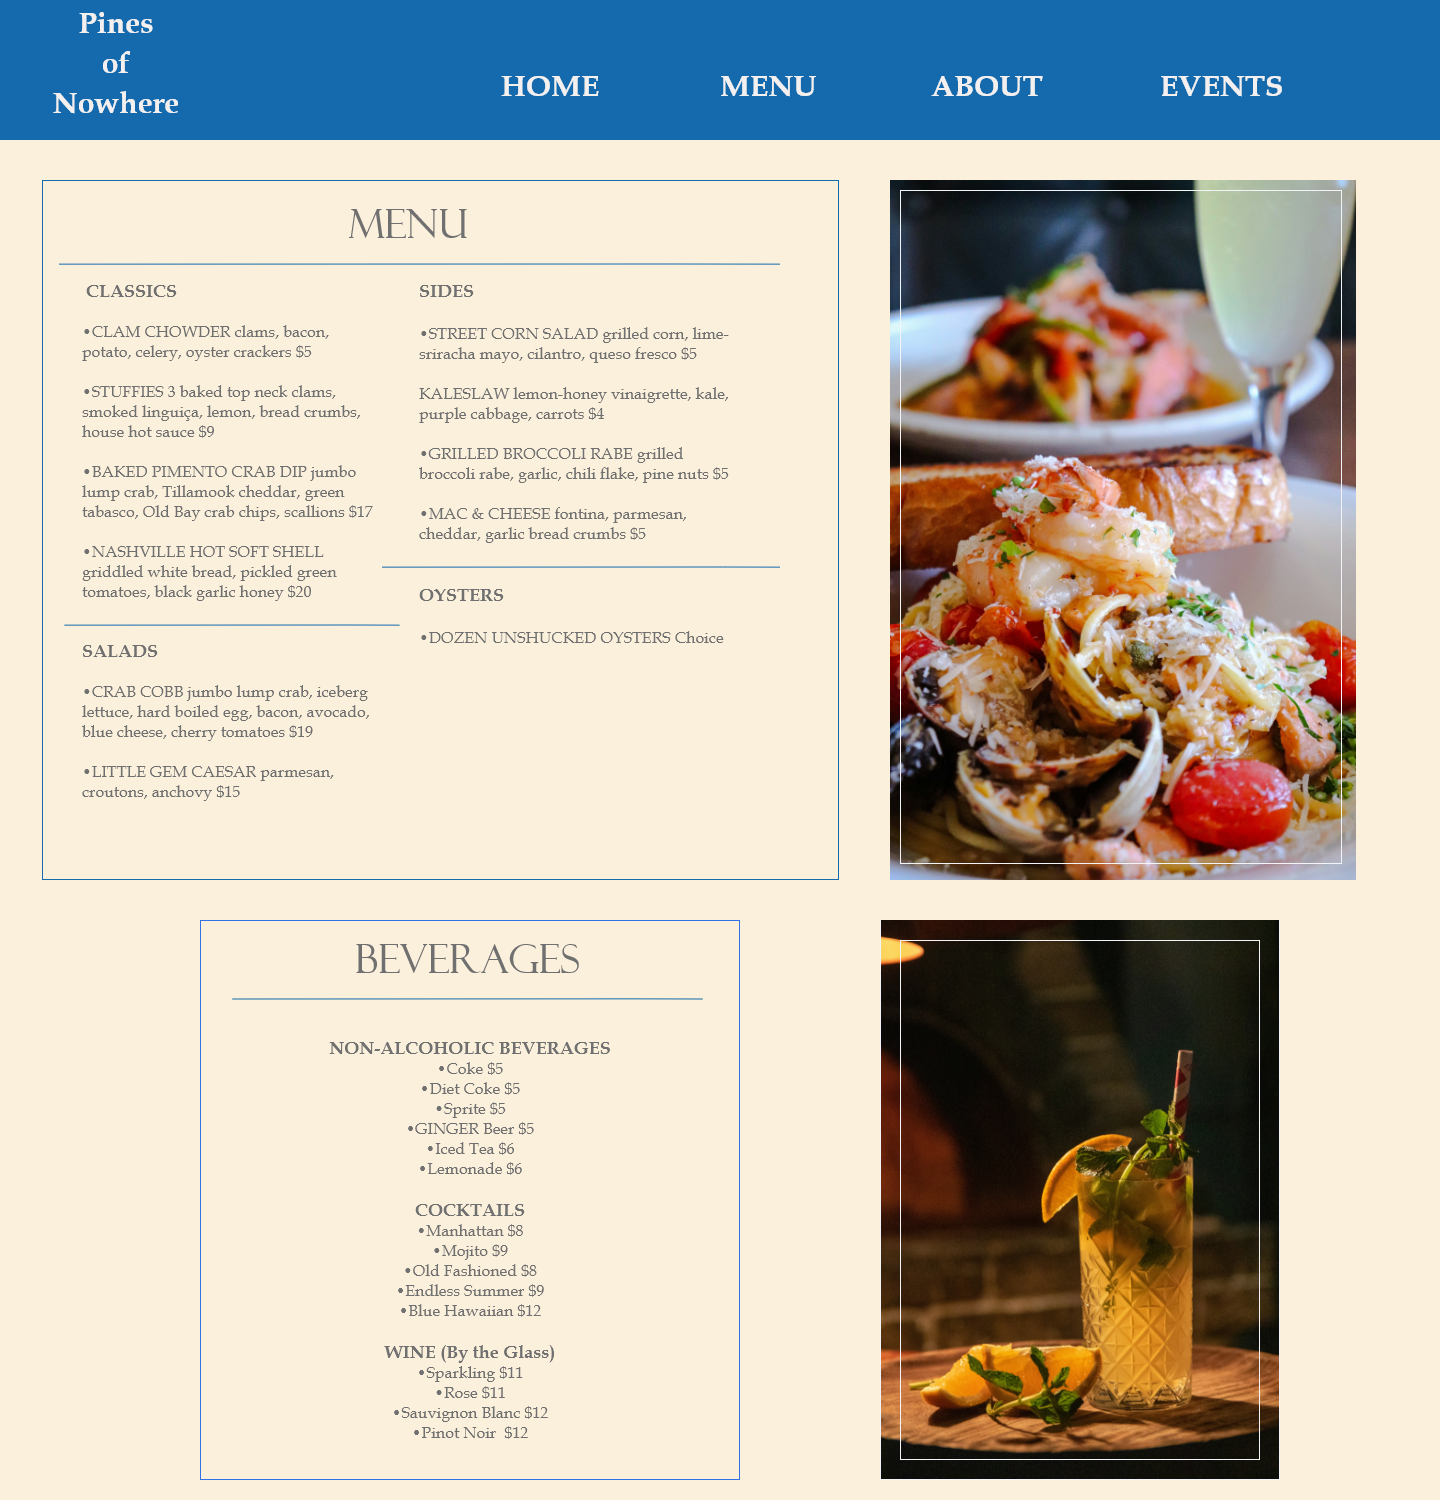 Pines
of
Nowhere
HOME
MENU
ABOUT
EVENTS
MENU
CLASSICS
•CLAM CHOWDER clams, bacon,
potato, celery, oyster crackers $5
•STUFFIES 3 baked top neck clams,
smoked linguiça, lemon, bread crumbs,
house hot sauce $9
•BAKED PIMENTO CRAB DIP jumbo
lump crab, Tillamook cheddar, green
tabasco, Old Bay crab chips, scallions $17
•NASHVILLE HOT SOFT SHELL
griddled white bread, pickled green
tomatoes, black garlic honey $20
SALADS
•CRAB COBB jumbo lump crab, iceberg
lettuce, hard boiled egg, bacon, avocado,
blue cheese, cherry tomatoes $19
•LITTLE GEM CAESAR parmesan,
croutons, anchovy $15
SIDES
•STREET CORN SALAD grilled corn, lime-
sriracha mayo, cilantro, queso fresco $5
KALESLAW lemon-honey vinaigrette, kale,
purple cabbage, carrots $4
•GRILLED BROCCOLI RABE grilled
broccoli rabe, garlic, chili flake, pine nuts $5
•MAC & CHEESE fontina, parmesan,
cheddar, garlic bread crumbs $5
OYSTERS
•DOZEN UNSHUCKED OYSTERS Choice
BEVERAGES
NON-ALCOHOLIC BEVERAGES
•Coke $5
•Diet Coke $5
•Sprite $5
•GINGER Beer $5
•Iced Tea $6
•Lemonade $6
COCKTAILS
•Manhattan $8
•Mojito $9
•Old Fashioned $8
•Endless Summer $9
•Blue Hawaiian $12
WINE (By the Glass)
•Sparkling $11
•Rose $11
•Sauvignon Blanc $12
•Pinot Noir  $12